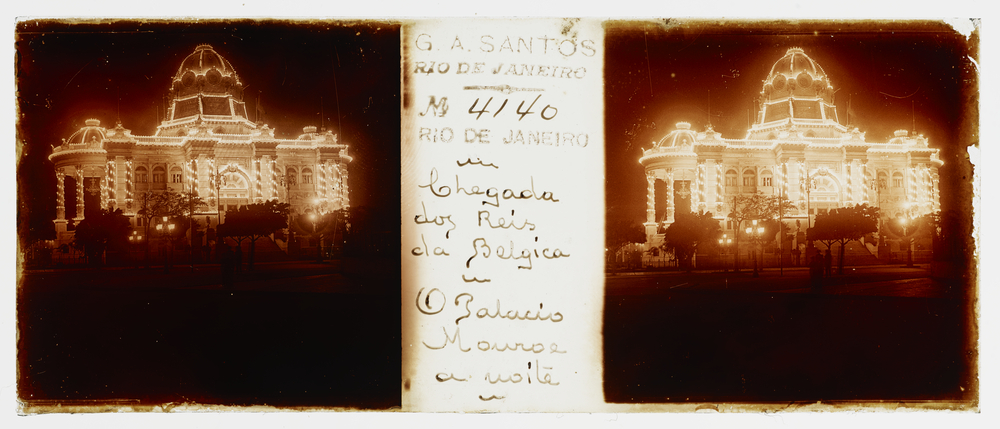 G. A. SANTOS
RIO DE JANEIRO
No 4140
RIO DE JANEIRO
Chegada
dos Reis
da Belgica
O Palacio
Monroe
a noite